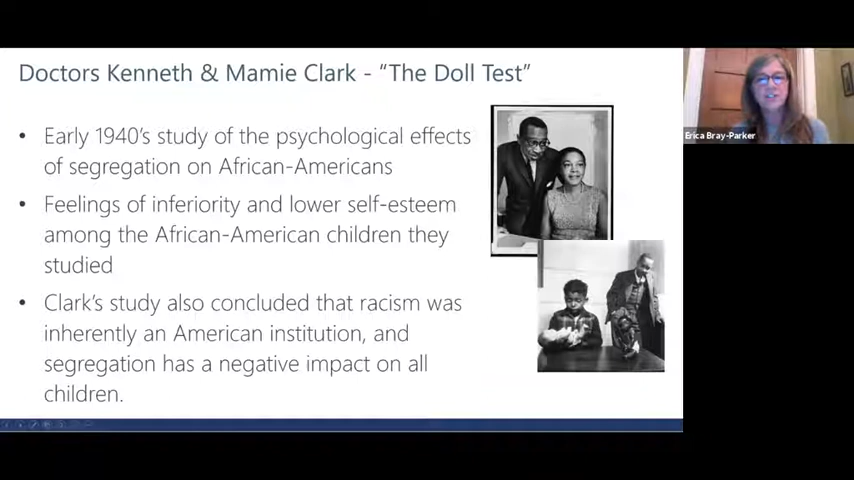 Doctors Kenneth & Mamie Clark - “The Doll Test”
• Early 1940’s study of the psychological effects
of segregation on African-Americans
• Feelings of inferiority and lower self-esteem
among the African-American children they
studied
• Clark’s study also concluded that racism was
inherently an American institution, and
segregation has a negative impact on all
children.
Erica Bray-Parker